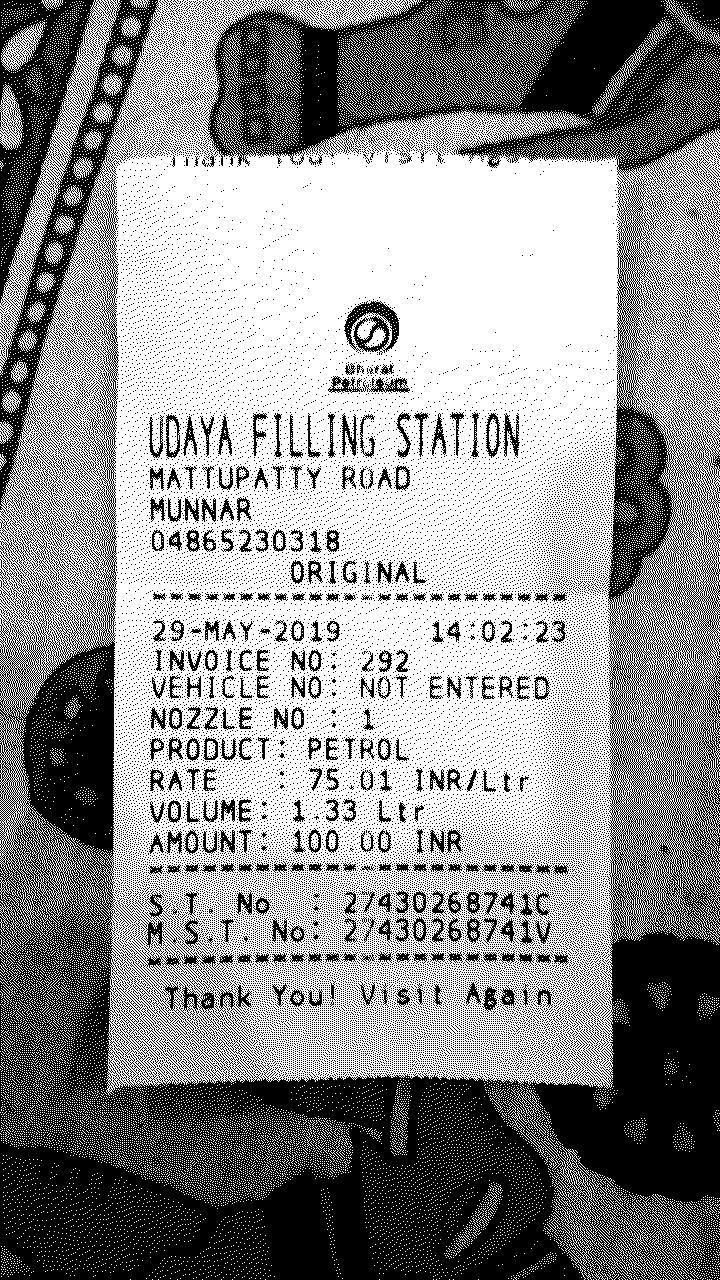 Thank You! Visit Again
Bharat
Petroleum
UDAYA FILLING STATION
MATTUPATTY ROAD
MUNNAR
04865230318
ORIGINAL
29-MAY-2019 14:02:23
INVOICE NO: 292
VEHICLE NO: NOT ENTERED
NOZZLE NO : 1
PRODUCT: PETROL
RATE : 75.01 INR/Ltr
VOLUME: 1.33 Ltr
AMOUNT: 100.00 INR
S.T. No : 27430268741C
M.S.T. No: 27430268741V
Thank You! Visit Again